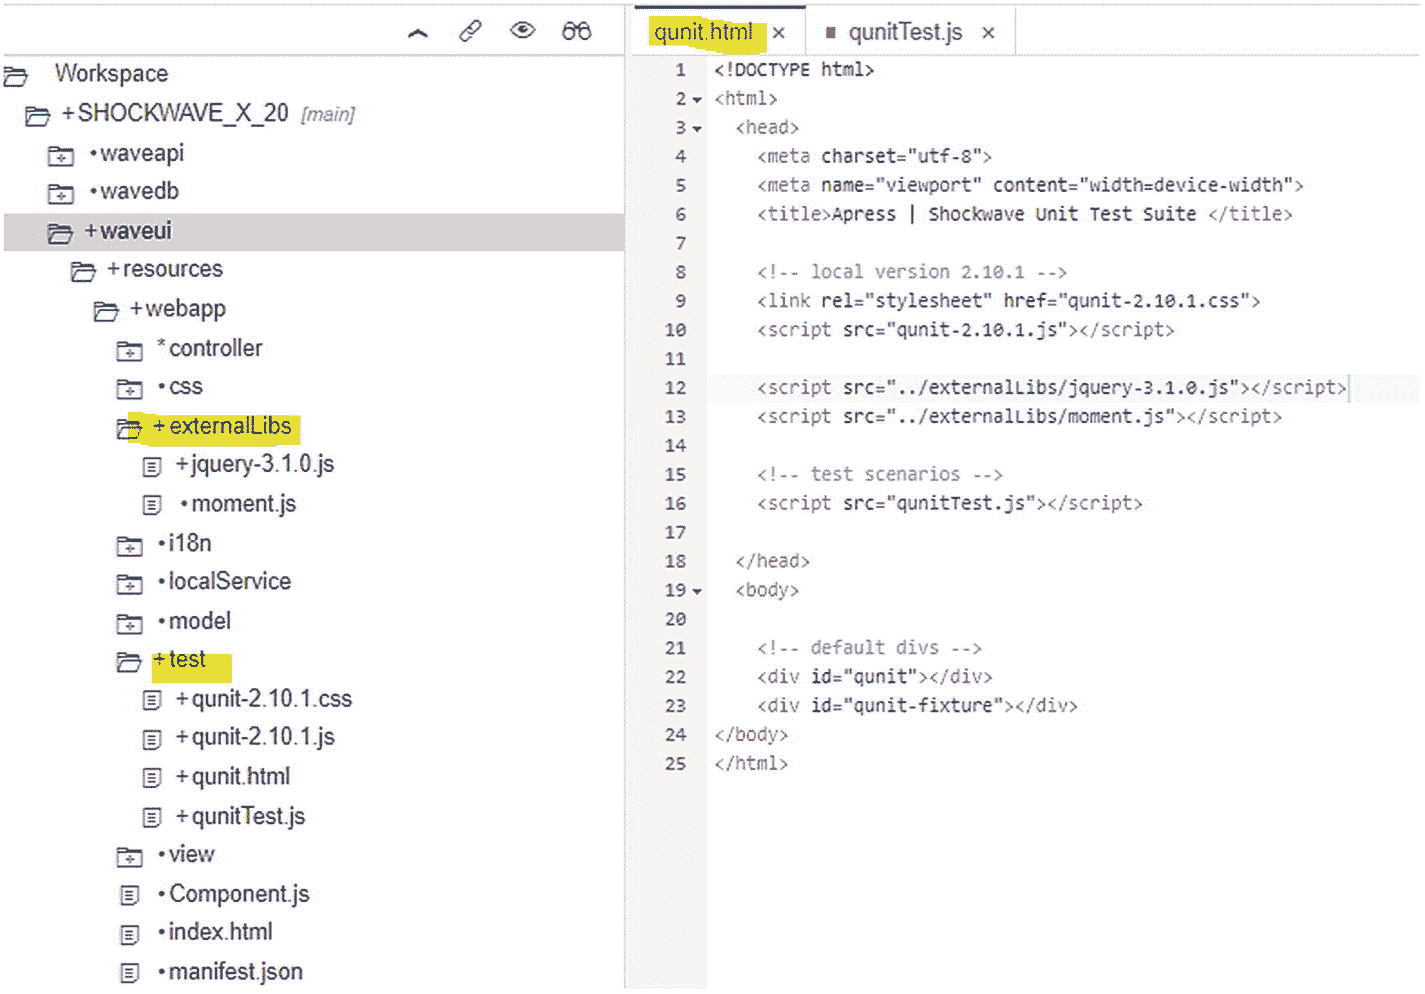 Workspace
+SHOCKWAVE_X_20 [main]
•waveapi
•wavedb
+waveui
+resources
+webapp
*controller
•css
+externalLibs
+jquery-3.1.0.js
•moment.js
•i18n
•localService
•model
+test
+qunit-2.10.1.css
+qunit-2.10.1.js
+qunit.html
+qunitTest.js
•view
•Component.js
•index.html
•manifest.json
qunit.html × qunitTest.js ×
1 <!DOCTYPE html>
2 <html>
3 <head>
4 <meta charset="utf-8">
5 <meta name="viewport" content="width=device-width">
6 <title>Apress | Shockwave Unit Test Suite </title>
7
8 <!-- local version 2.10.1 -->
9 <link rel="stylesheet" href="qunit-2.10.1.css">
10 <script src="qunit-2.10.1.js"></script>
11
12 <script src="../externalLibs/jquery-3.1.0.js"></script>
13 <script src="../externalLibs/moment.js"></script>
14
15 <!-- test scenarios -->
16 <script src="qunitTest.js"></script>
17
18 </head>
19 <body>
20
21 <!-- default divs -->
22 <div id="qunit"></div>
23 <div id="qunit-fixture"></div>
24 </body>
25 </html>